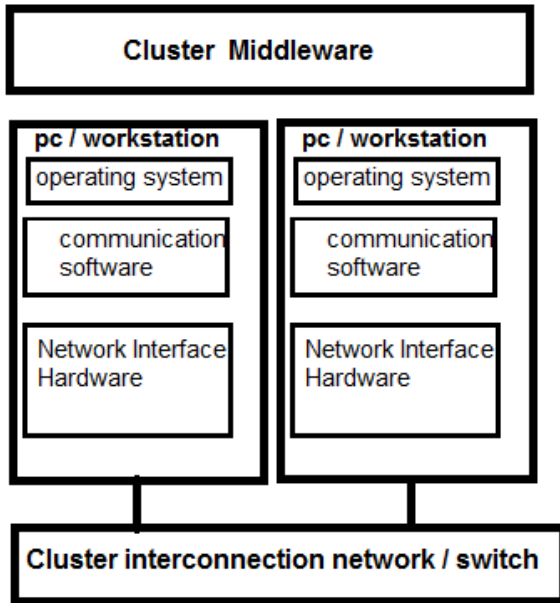 Cluster Middleware
pc / workstation
operating system
communication
software
Network Interface
Hardware
pc / workstation
operating system
communication
software
Network Interface
Hardware
Cluster interconnection network / switch